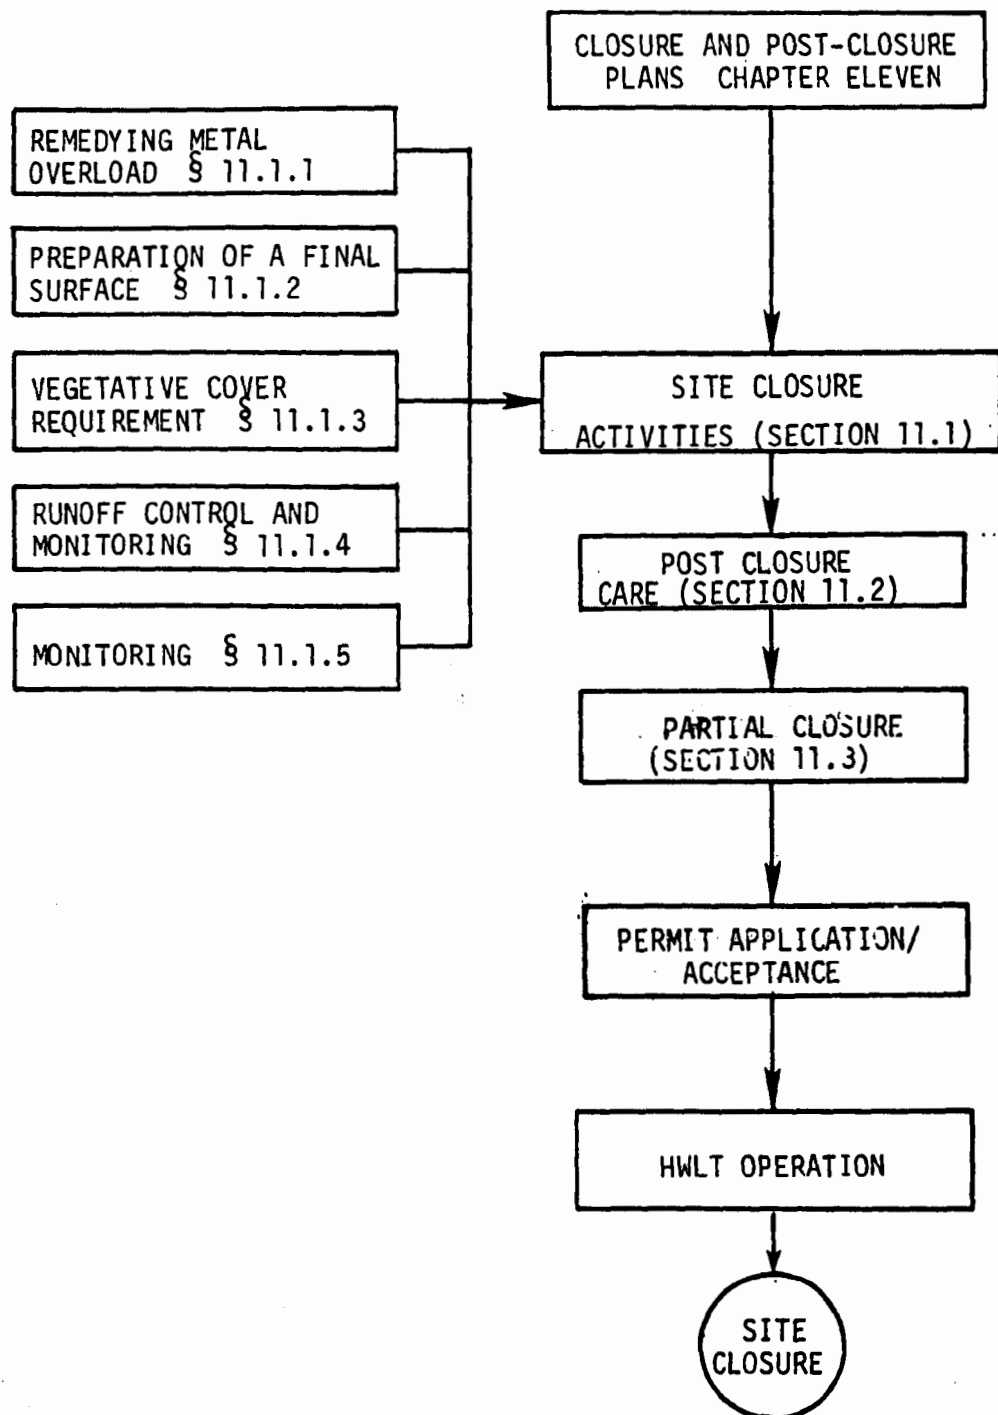 CLOSURE AND POST-CLOSURE
PLANS CHAPTER ELEVEN
REMEDYING METAL
OVERLOAD § 11.1.1
PREPARATION OF A FINAL
SURFACE § 11.1.2
VEGETATIVE COVER
REQUIREMENT § 11.1.3
RUNOFF CONTROL AND
MONITORING § 11.1.4
MONITORING § 11.1.5
SITE CLOSURE
ACTIVITIES (SECTION 11.1)
POST CLOSURE
CARE (SECTION 11.2)
PARTIAL CLOSURE
(SECTION 11.3)
PERMIT APPLICATION/
ACCEPTANCE
HWLT OPERATION
SITE
CLOSURE